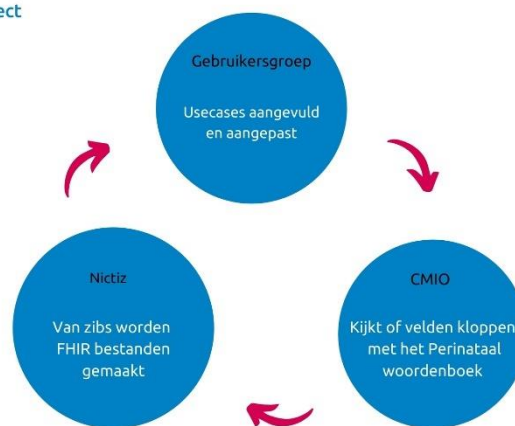 ect
Gebruikersgroep
Usecases aangevuld
en aangepast
Nictiz
Van zibs worden
FHIR bestanden
gemaakt
CMIO
Kijkt of velden kloppen
met het Perinataal
woordenboek